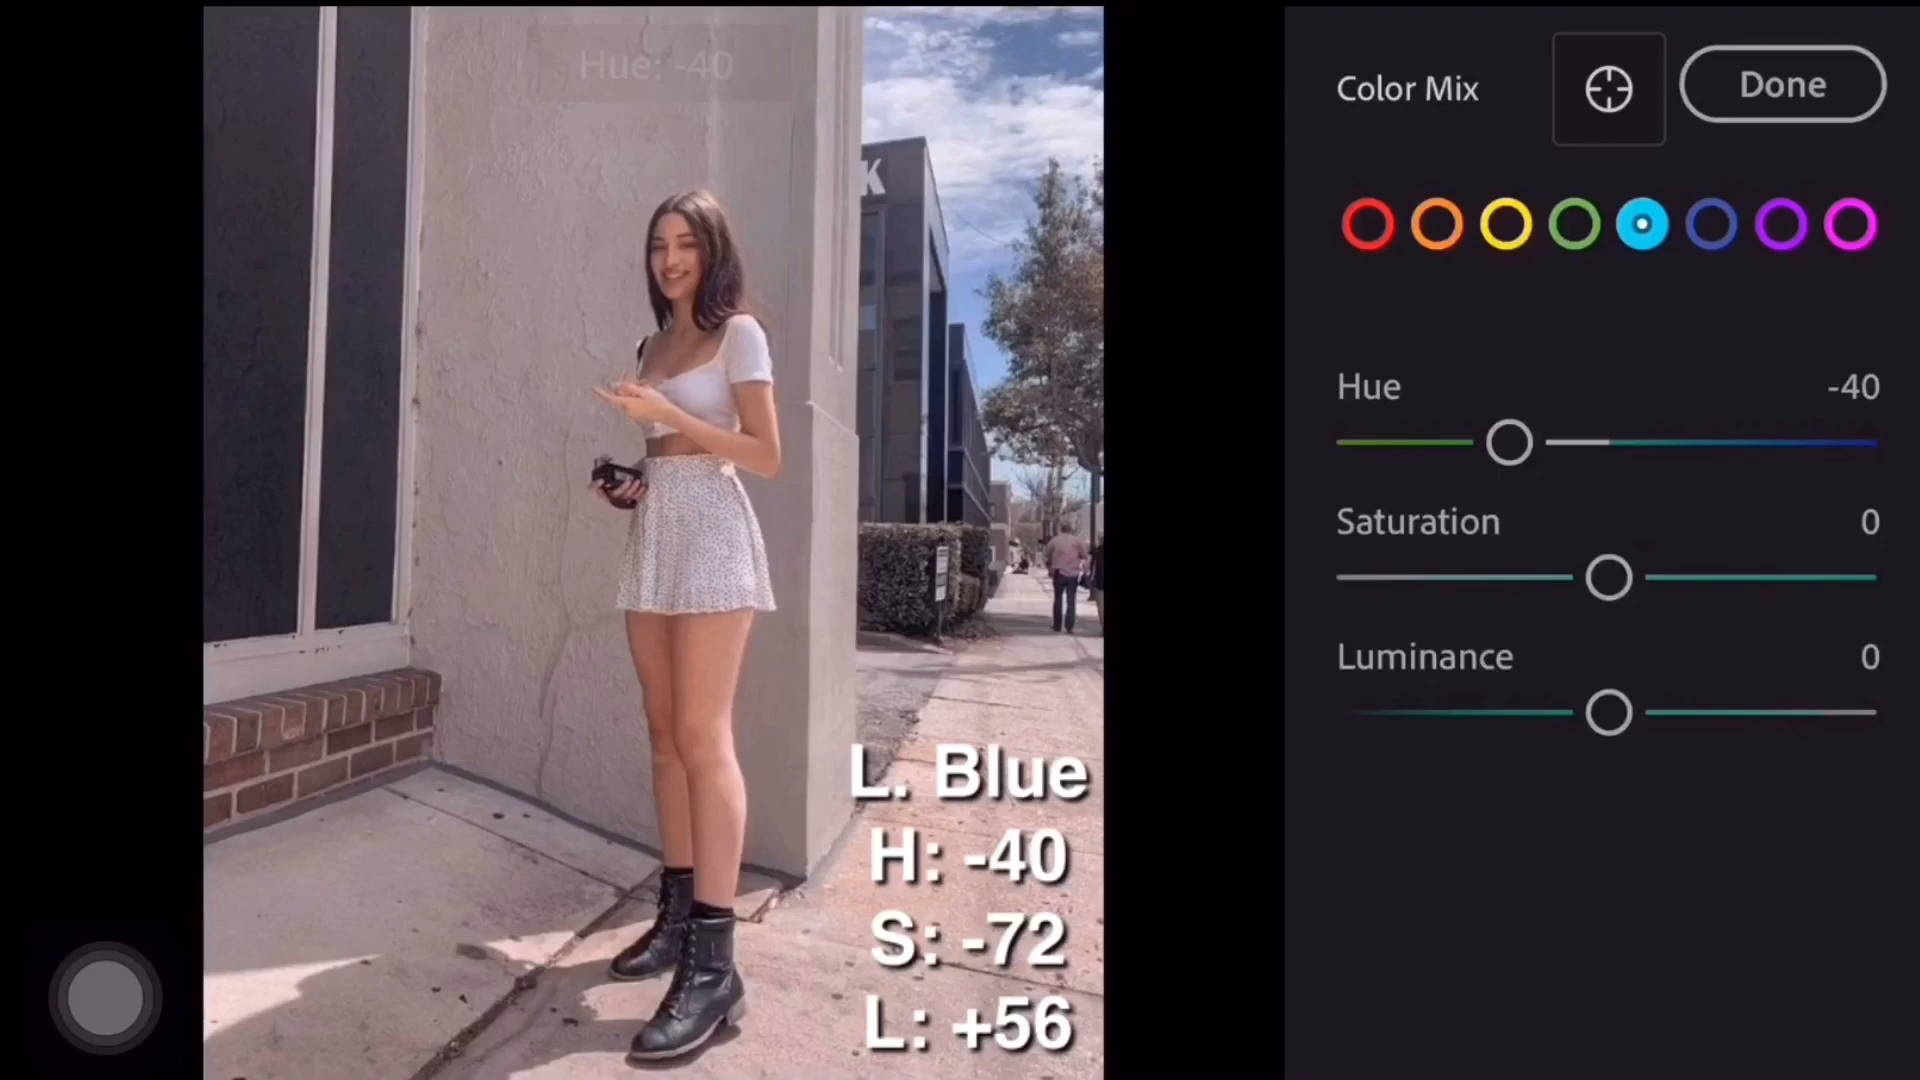 Hue: -40
K
Color Mix
Done
Hue
-40
Saturation
0
Luminance
0
L. Blue
H: -40
S: -72
L: +56